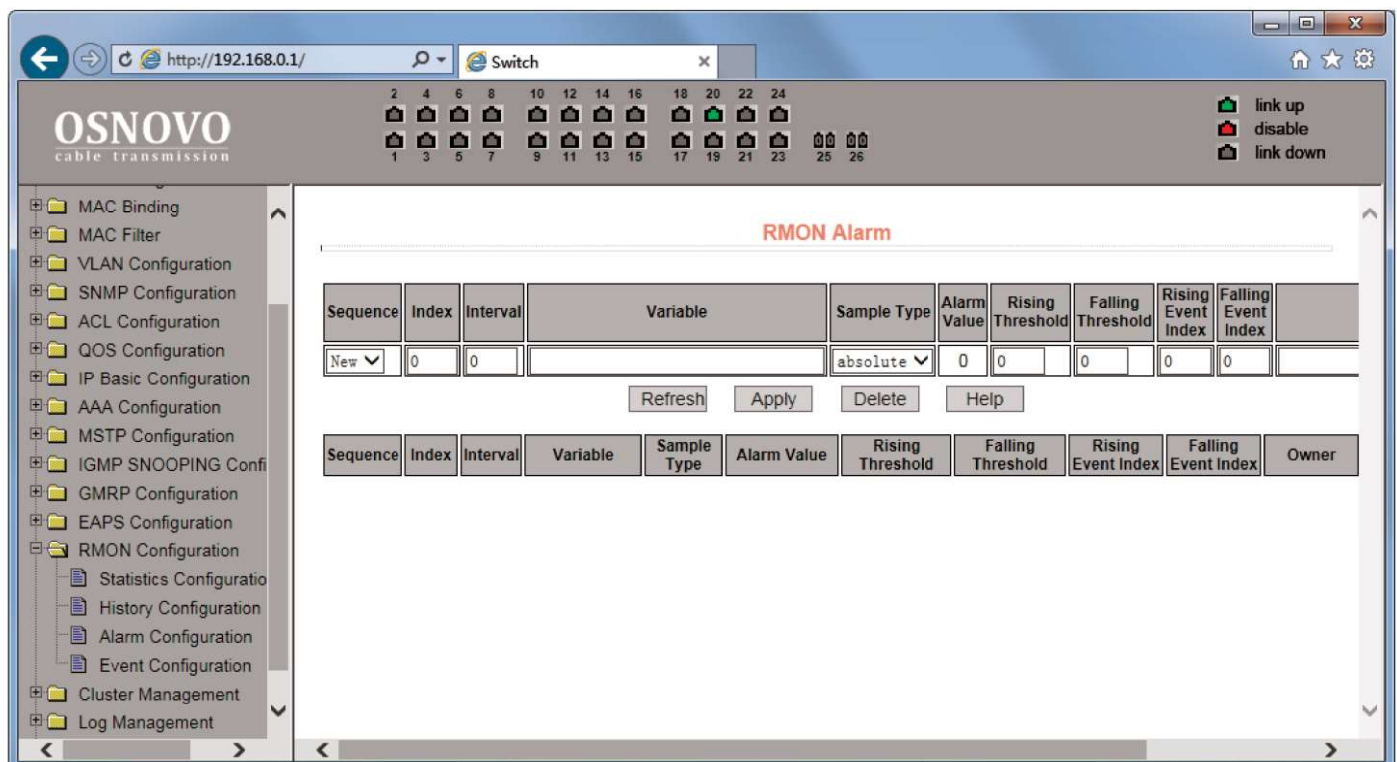 http://192.168.0.1/
Switch
OSNOVO
cable transmission
2 4 6 8 10 12 14 16 18 20 22 24
1 3 5 7 9 11 13 15 17 19 21 23 25 26
link up
disable
link down
MAC Binding
MAC Filter
VLAN Configuration
SNMP Configuration
ACL Configuration
QOS Configuration
IP Basic Configuration
AAA Configuration
MSTP Configuration
IGMP SNOOPING Confi
GMRP Configuration
EAPS Configuration
RMON Configuration
Statistics Configuratio
History Configuration
Alarm Configuration
Event Configuration
Cluster Management
Log Management
RMON Alarm
Sequence Index Interval Variable Sample Type Alarm Value Rising Threshold Falling Threshold Rising Event Index Falling Event Index
New 0 0 absolute 0 0 0 0 0
Refresh Apply Delete Help
Sequence Index Interval Variable Sample Type Alarm Value Rising Threshold Falling Threshold Rising Event Index Falling Event Index Owner